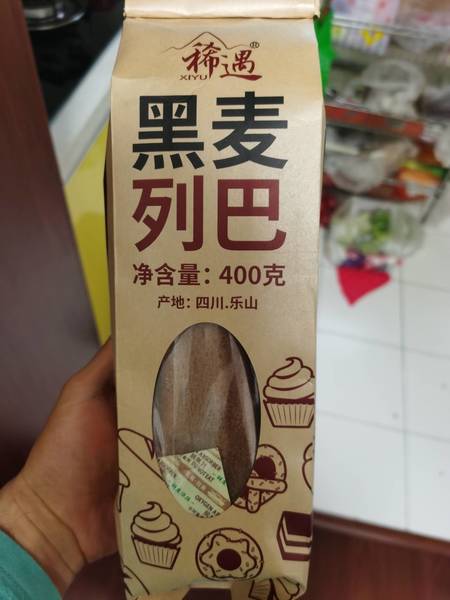 稀遇®
XIYU
黑麦
列巴
净含量：400克
产地：四川.乐山